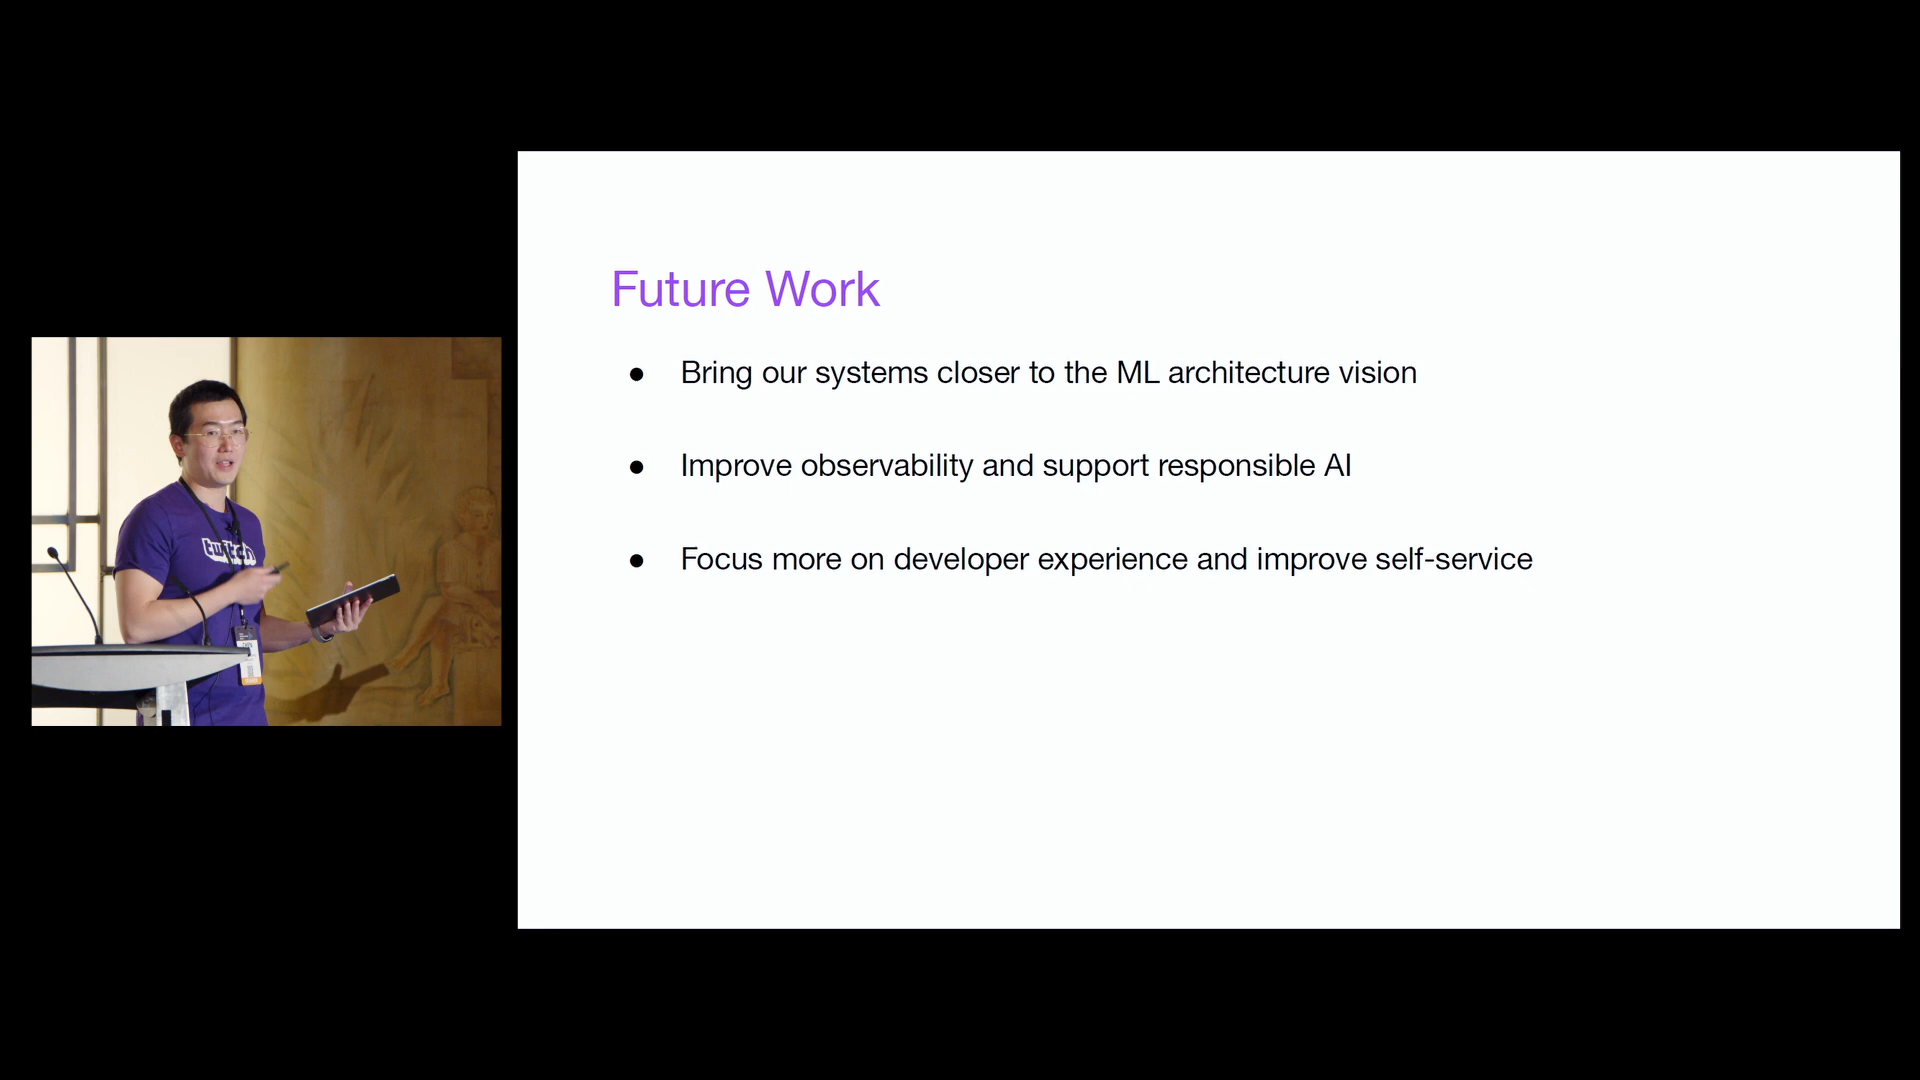 Future Work
● Bring our systems closer to the ML architecture vision
● Improve observability and support responsible AI
● Focus more on developer experience and improve self-service
twitch